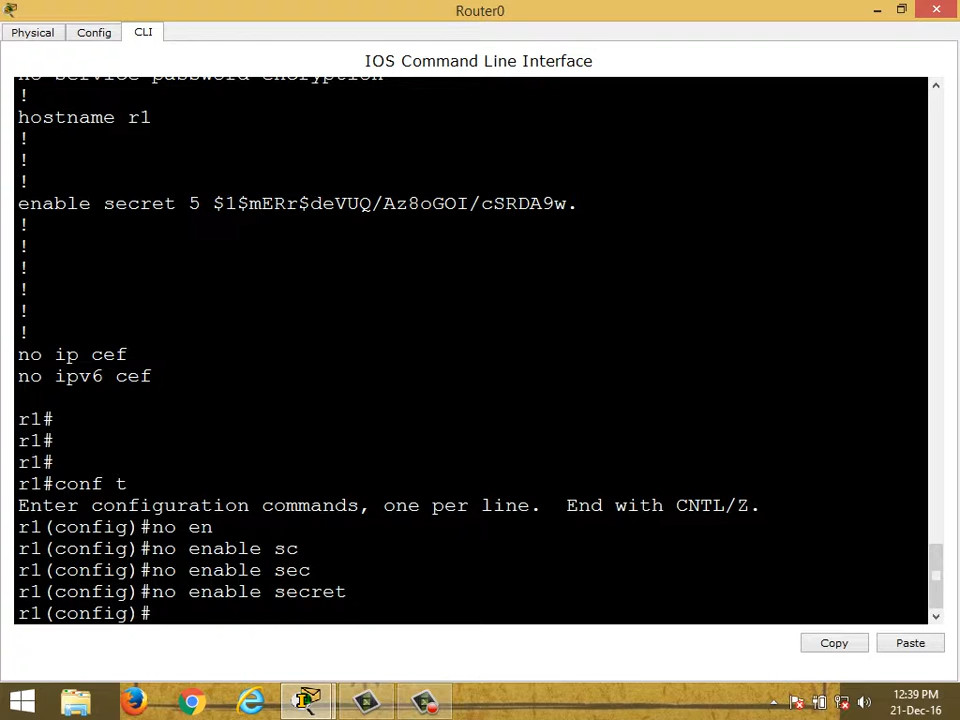 Router0
Physical Config CLI
IOS Command Line Interface
no service password-encryption
!
hostname r1
!
!
!
enable secret 5 $1$mERr$deVUQ/Az8oGOI/cSRDA9w.
!
!
!
!
!
!
no ip cef
no ipv6 cef
r1#
r1#
r1#
r1#conf t
Enter configuration commands, one per line.  End with CNTL/Z.
r1(config)#no en
r1(config)#no enable sc
r1(config)#no enable sec
r1(config)#no enable secret
r1(config)#
Copy Paste
12:39 PM
21-Dec-16